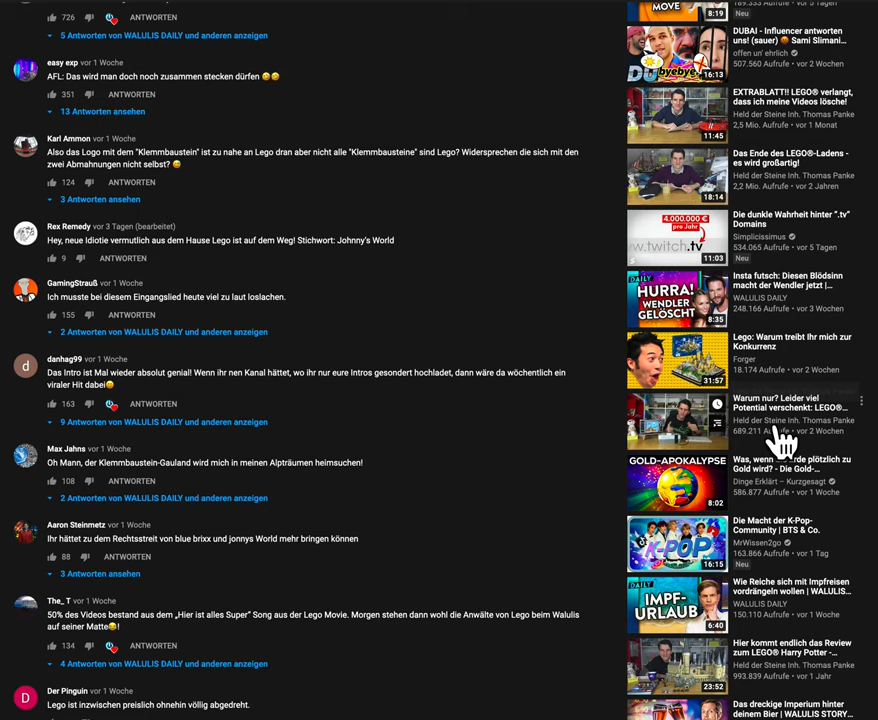 726 ANTWORTEN
5 Antworten von WALULIS DAILY und anderen anzeigen
easy exp vor 1 Woche
AFL: Das wird man doch noch zusammen stecken dürfen 😂😂
351 ANTWORTEN
13 Antworten ansehen
Karl Ammon vor 1 Woche
Also das Logo mit dem "Klemmbaustein" ist zu nahe an Lego dran aber nicht alle "Klemmbausteine" sind Lego? Widersprechen die sich mit den
zwei Abmahnungen nicht selbst? 😅
124 ANTWORTEN
3 Antworten ansehen
Rex Remedy vor 3 Tagen (bearbeitet)
Hey, neue Idiotie vermutlich aus dem Hause Lego ist auf dem Weg! Stichwort: Johnny's World
9 ANTWORTEN
GamingStrauß vor 1 Woche
Ich musste bei diesem Eingangslied heute viel zu laut loslachen.
155 ANTWORTEN
2 Antworten von WALULIS DAILY und anderen anzeigen
d
danhag99 vor 1 Woche
Das Intro ist Mal wieder absolut genial! Wenn ihr nen Kanal hättet, wo ihr nur eure Intros gesondert hochladet, dann wäre da wöchentlich ein
viraler Hit dabei😁
163 ANTWORTEN
9 Antworten von WALULIS DAILY und anderen anzeigen
Max Jahns vor 1 Woche
Oh Mann, der Klemmbaustein-Gauland wird mich in meinen Alpträumen heimsuchen!
108 ANTWORTEN
2 Antworten von WALULIS DAILY und anderen anzeigen
Aaron Steinmetz vor 1 Woche
Ihr hättet zu dem Rechtsstreit von blue brixx und jonnys World mehr bringen können
88 ANTWORTEN
3 Antworten ansehen
The_ T vor 1 Woche
50% des Videos bestand aus dem „Hier ist alles Super" Song aus der Lego Movie. Morgen stehen dann wohl die Anwälte von Lego beim Walulis
auf seiner Matte😂!
134 ANTWORTEN
4 Antworten von WALULIS DAILY und anderen anzeigen
D
Der Pinguin vor 1 Woche
Lego ist inzwischen preislich ohnehin völlig abgedreht.
MOVE
8:19
Neu
DU byebye
16:13
DUBAI - Influencer antworten
uns! (sauer) 😡 Sami Slimani...
offen un' ehrlich
507.560 Aufrufe • vor 2 Wochen
11:45
EXTRABLATT!! LEGO® verlangt,
dass ich meine Videos lösche!
Held der Steine Inh. Thomas Panke
2,5 Mio. Aufrufe • vor 1 Monat
18:14
Das Ende des LEGO®-Ladens -
es wird großartig!
Held der Steine Inh. Thomas Panke
2,2 Mio. Aufrufe • vor 2 Jahren
4.000.000 €
pro Jahr
ww.twitch.tv
11:03
Die dunkle Wahrheit hinter ".tv"
Domains
Simplicissimus
534.065 Aufrufe • vor 5 Tagen
Neu
DAILY
HURRA!
WENDLER
GELÖSCHT
8:35
Insta futsch: Diesen Blödsinn
macht der Wendler jetzt |...
WALULIS DAILY
248.166 Aufrufe • vor 3 Wochen
31:57
Lego: Warum treibt Ihr mich zur
Konkurrenz
Forger
18.174 Aufrufe • vor 2 Wochen
Warum nur? Leider viel
Potential verschenkt: LEGO®...
Held der Steine Inh. Thomas Panke
689.211 • vor 2 Wochen
GOLD-APOKALYPSE
8:02
Was, wenn
plötzlich zu
Gold wird? - Die Gold-...
Dinge Erklärt – Kurzgesagt
586.877 Aufrufe • vor 1 Woche
K-POP
16:15
Die Macht der K-Pop-
Community | BTS & Co.
MrWissen2go
163.866 Aufrufe • vor 1 Tag
Neu
DAILY
IMPF-
URLAUB
6:40
Wie Reiche sich mit Impfreisen
vordrängeln wollen | WALULIS...
WALULIS DAILY
150.110 Aufrufe • vor 1 Woche
23:52
Hier kommt endlich das Review
zum LEGO® Harry Potter -...
Held der Steine Inh. Thomas Panke
993.839 Aufrufe • vor 1 Jahr
Das dreckige Imperium hinter
deinem Bier | WALULIS STORY...